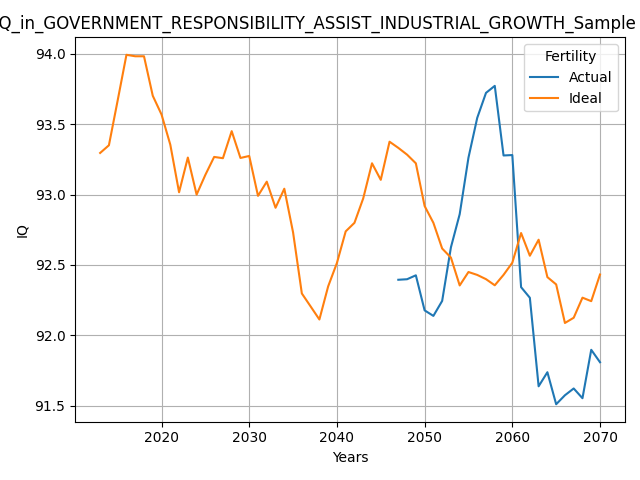 Q_in_GOVERNMENT_RESPONSIBILITY_ASSIST_INDUSTRIAL_GROWTH_Sample
Fertility
Actual
Ideal
94.0
93.5
93.0
92.5
92.0
91.5
IQ
2020 2030 2040 2050 2060 2070
Years